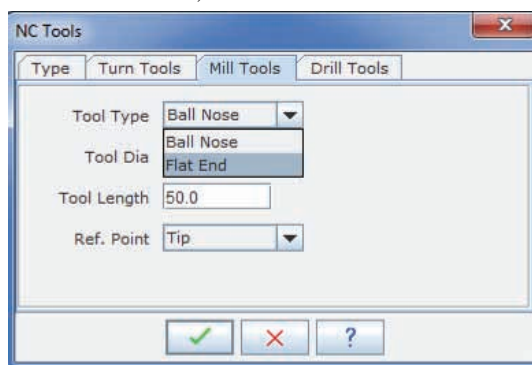 NC Tools
Type Turn Tools Mill Tools Drill Tools
Tool Type Ball Nose
Ball Nose
Tool Dia Flat End
Tool Length 50.0
Ref. Point Tip
?